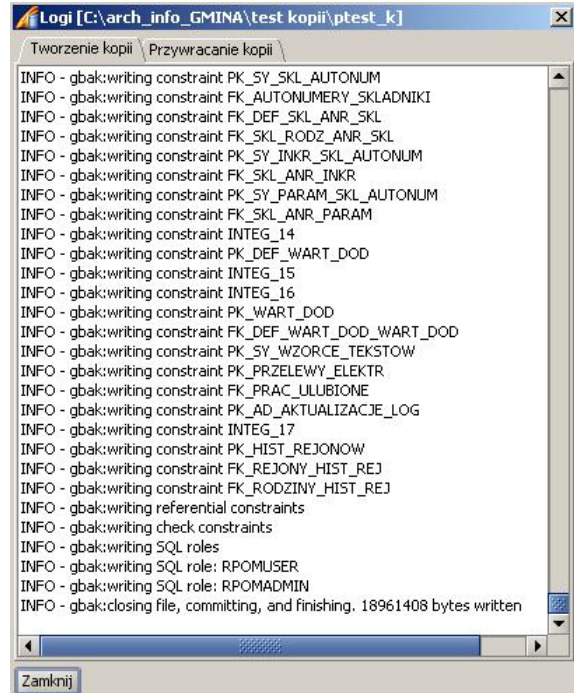 Logi [C:\arch_info_GMINA\test kopii\ptest_k]
Tworzenie kopii Przywracanie kopii
INFO - gbak:writing constraint PK_SY_SKL_AUTONUM
INFO - gbak:writing constraint FK_AUTONUMERY_SKLADNIKI
INFO - gbak:writing constraint FK_DEF_SKL_ANR_SKL
INFO - gbak:writing constraint FK_SKL_RODZ_ANR_SKL
INFO - gbak:writing constraint PK_SY_INKR_SKL_AUTONUM
INFO - gbak:writing constraint FK_SKL_ANR_INKR
INFO - gbak:writing constraint PK_SY_PARAM_SKL_AUTONUM
INFO - gbak:writing constraint FK_SKL_ANR_PARAM
INFO - gbak:writing constraint INTEG_14
INFO - gbak:writing constraint PK_DEF_WART_DOD
INFO - gbak:writing constraint INTEG_15
INFO - gbak:writing constraint INTEG_16
INFO - gbak:writing constraint PK_WART_DOD
INFO - gbak:writing constraint FK_DEF_WART_DOD_WART_DOD
INFO - gbak:writing constraint PK_SY_WZORCE_TEKSTOW
INFO - gbak:writing constraint PK_PRZELEWY_ELEKTR
INFO - gbak:writing constraint FK_PRAC_ULUBIONE
INFO - gbak:writing constraint PK_AD_AKTUALIZACJE_LOG
INFO - gbak:writing constraint INTEG_17
INFO - gbak:writing constraint PK_HIST_REJONOW
INFO - gbak:writing constraint FK_REJONY_HIST_REJ
INFO - gbak:writing constraint FK_RODZINY_HIST_REJ
INFO - gbak:writing referential constraints
INFO - gbak:writing check constraints
INFO - gbak:writing SQL roles
INFO - gbak:writing SQL role: RPOMUSER
INFO - gbak:writing SQL role: RPOMADMIN
INFO - gbak:closing file, committing, and finishing. 18961408 bytes written
Zamknij